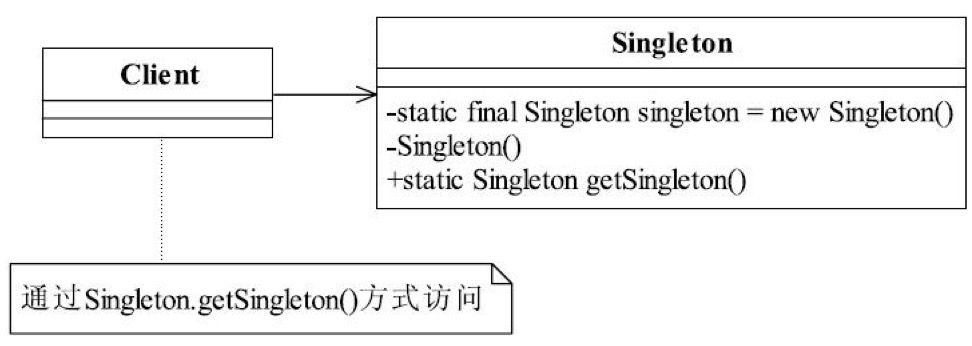 Client
Singleton
-static final Singleton singleton = new Singleton()
-Singleton()
+static Singleton getSingleton()
通过Singleton.getSingleton()方式访问